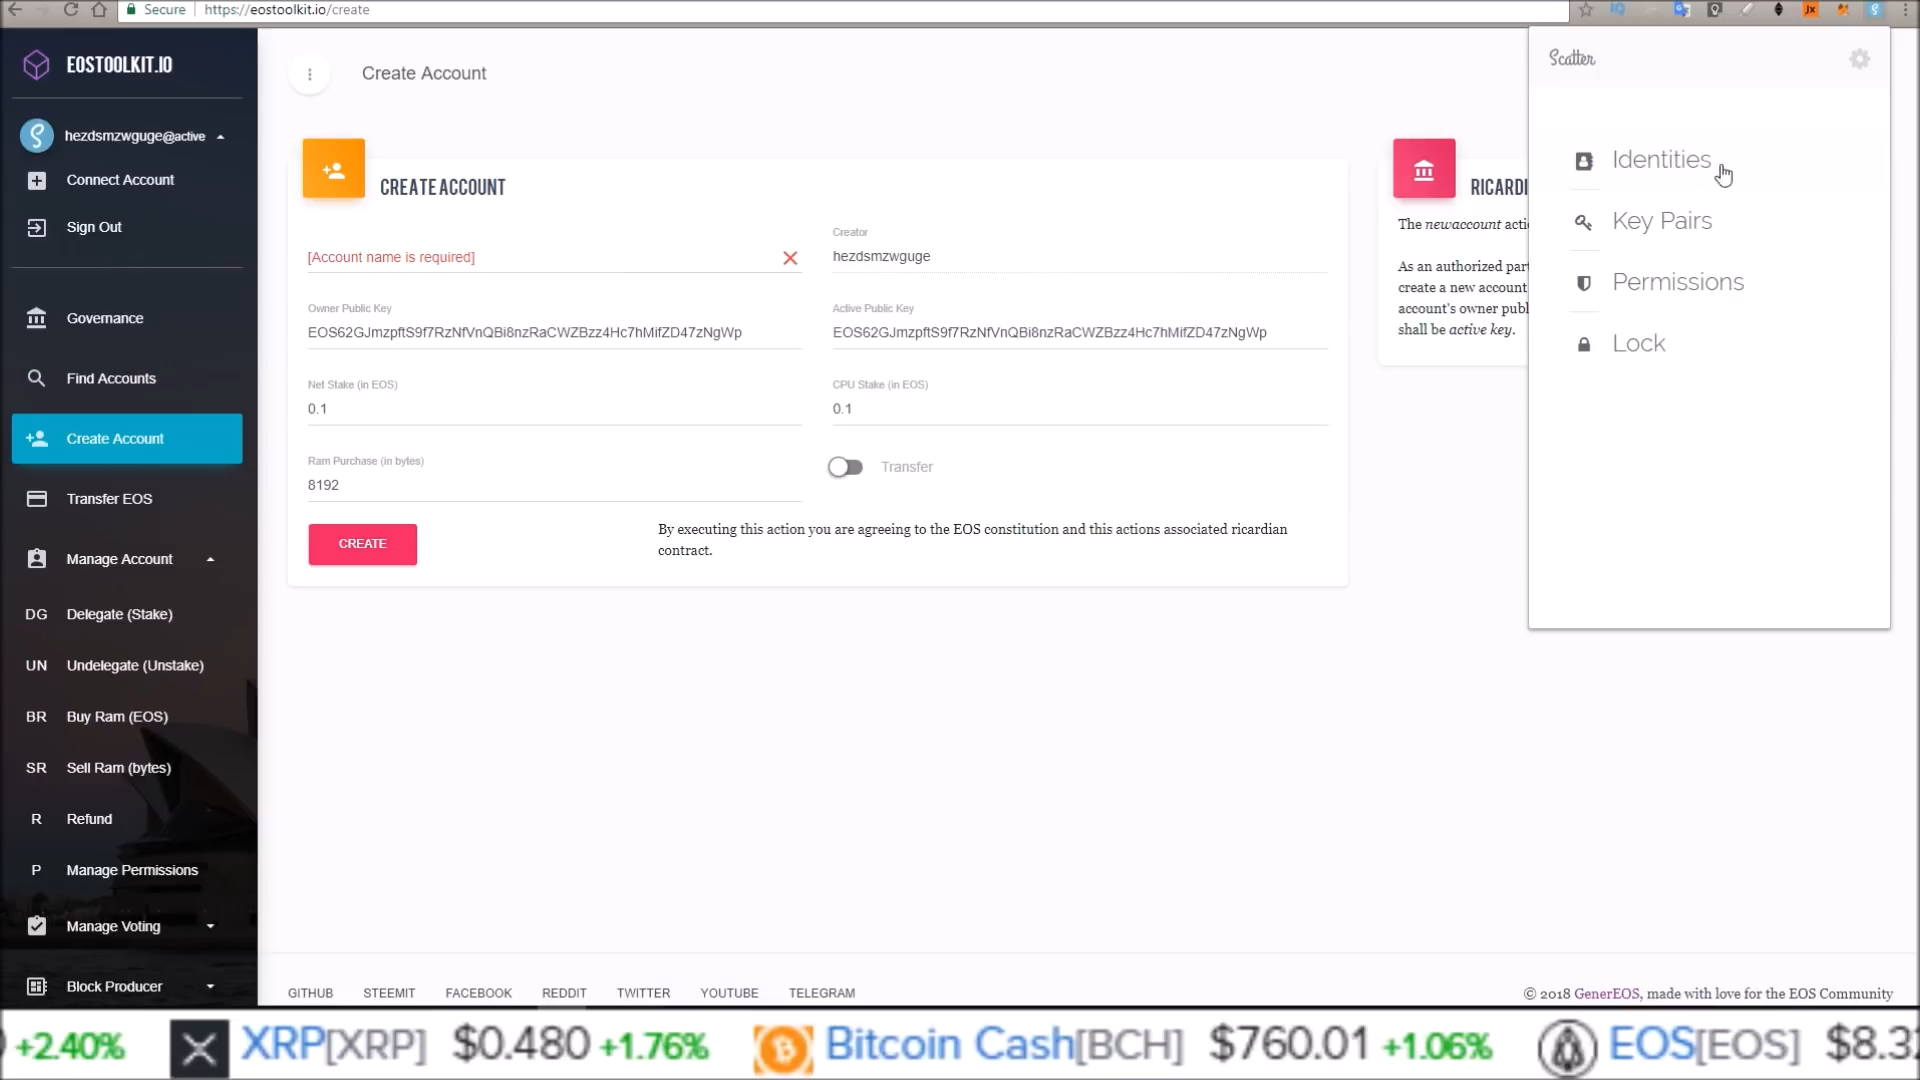 Secure
https://eostoolkit.io/create
EOSTOOLKIT.IO
hezdsmzwguge@active
Connect Account
Sign Out
Governance
Find Accounts
Create Account
Transfer EOS
Manage Account
DG Delegate (Stake)
UN Undelegate (Unstake)
BR Buy Ram (EOS)
SR Sell Ram (bytes)
R Refund
P Manage Permissions
Manage Voting
Block Producer
Create Account
CREATE ACCOUNT
[Account name is required]
Creator
hezdsmzwguge
Owner Public Key
EOS62GJmzpftS9f7RzNfVnQBi8nzRaCWZBzz4Hc7hMifZD47zNgWp
Active Public Key
EOS62GJmzpftS9f7RzNfVnQBi8nzRaCWZBzz4Hc7hMifZD47zNgWp
Net Stake (in EOS)
0.1
CPU Stake (in EOS)
0.1
Ram Purchase (in bytes)
8192
Transfer
CREATE
By executing this action you are agreeing to the EOS constitution and this actions associated ricardian
contract.
RICARDI
The newaccount acti
As an authorized part
create a new account
account's owner publ
shall be active key.
Scatter
Identities
Key Pairs
Permissions
Lock
GITHUB STEEMIT FACEBOOK REDDIT TWITTER YOUTUBE TELEGRAM
© 2018 GenerEOS, made with love for the EOS Community
+2.40% XRP[XRP] $0.480 +1.76% Bitcoin Cash[BCH] $760.01 +1.06% EOS[EOS] $8.3